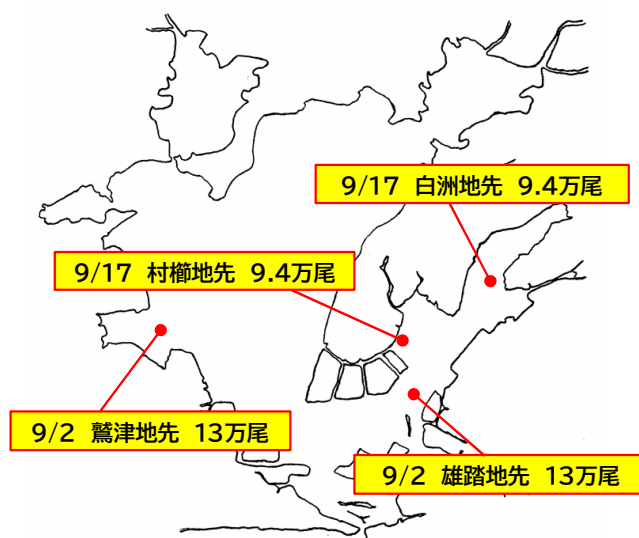 9/17 白洲地先 9.4万尾
9/17 村櫛地先 9.4万尾
9/2 鷲津地先 13万尾
9/2 雄踏地先 13万尾